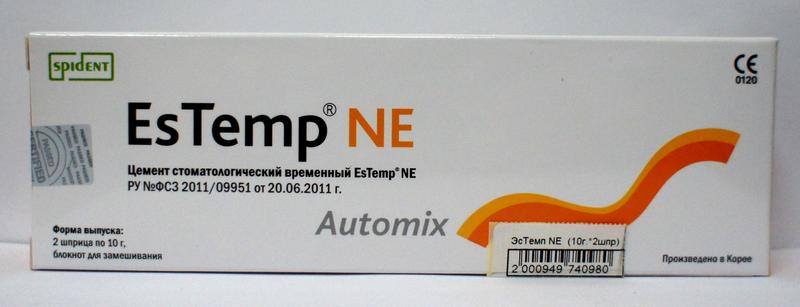 SPIDENT
CE
0120
EsTemp® NE
Цемент стоматологический временный EsTemp® NE
РУ №ФСЗ 2011/09951 от 20.06.2011 г.
Automix
Форма выпуска:
2 шприца по 10 г,
блокнот для замешивания
ЭсТемп NE (10г.*2шпр)
2 000949 740980
Произведено в Корее